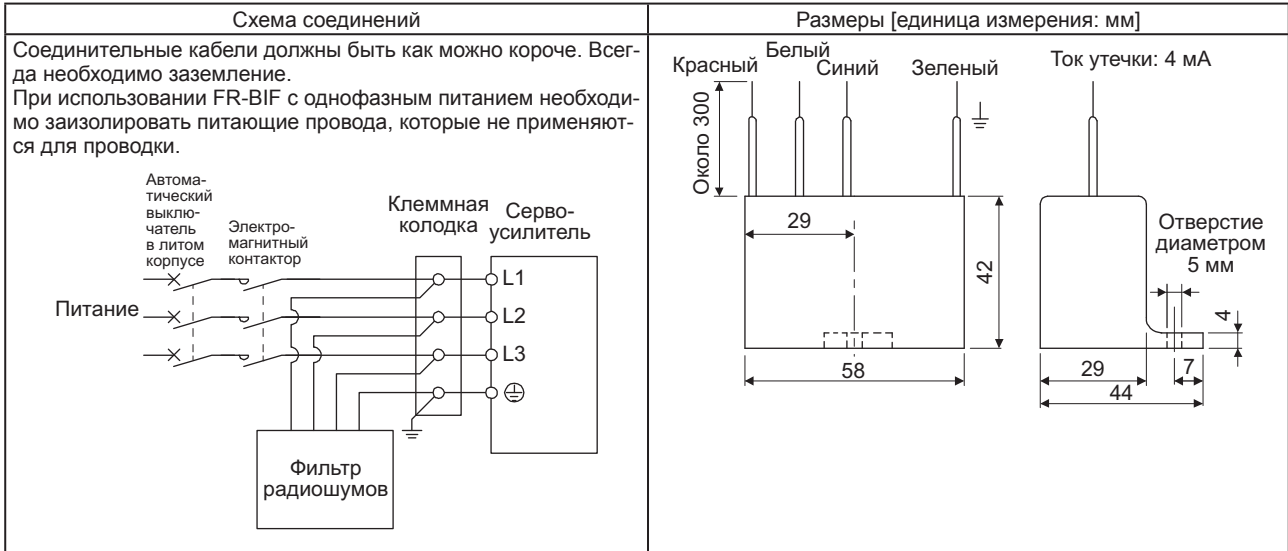 Схема соединений
Размеры [единица измерения: мм]
Соединительные кабели должны быть как можно короче. Всег-
да необходимо заземление.
При использовании FR-BIF с однофазным питанием необходи-
мо заизолировать питающие провода, которые не применяют-
ся для проводки.
Автома-
тический
выклю-
чатель
в литом
корпусе
Электро-
магнитный
контактор
Клеммная
колодка
Серво-
усилитель
Питание
L1
L2
L3
Фильтр
радиошумов
Красный
Белый
Синий
Зеленый
Ток утечки: 4 мА
Около 300
29
42
58
Отверстие
диаметром
5 мм
4
29
7
44